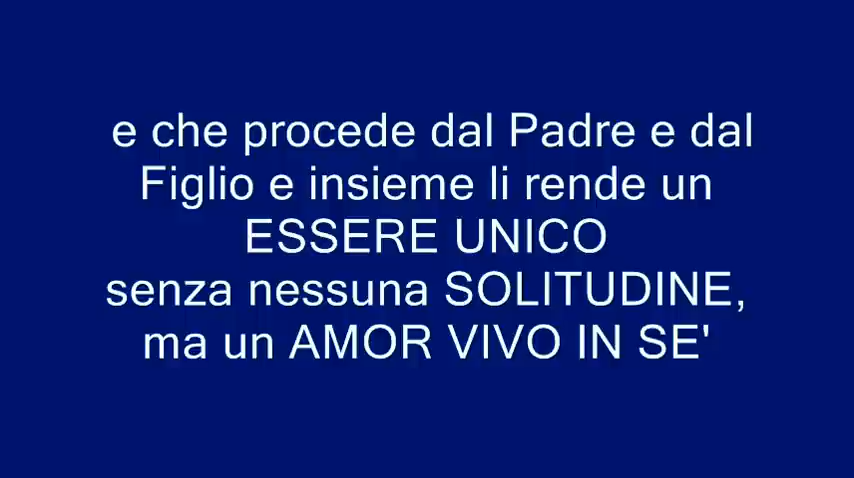 e che procede dal Padre e dal
Figlio e insieme li rende un
ESSERE UNICO
senza nessuna SOLITUDINE,
ma un AMOR VIVO IN SE'